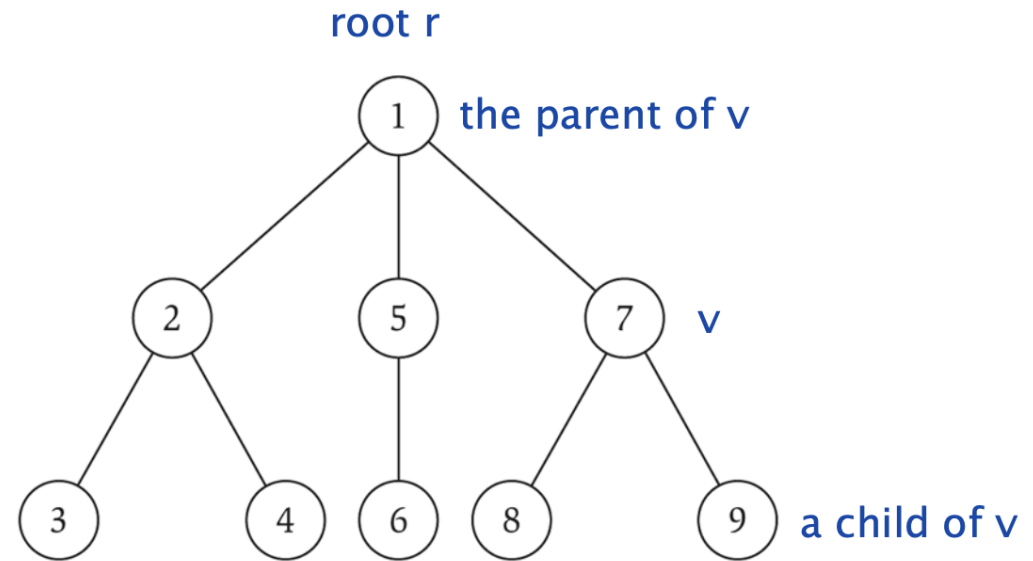 root r
1 the parent of v
2 5 7 v
3 4 6 8 9 a child of v